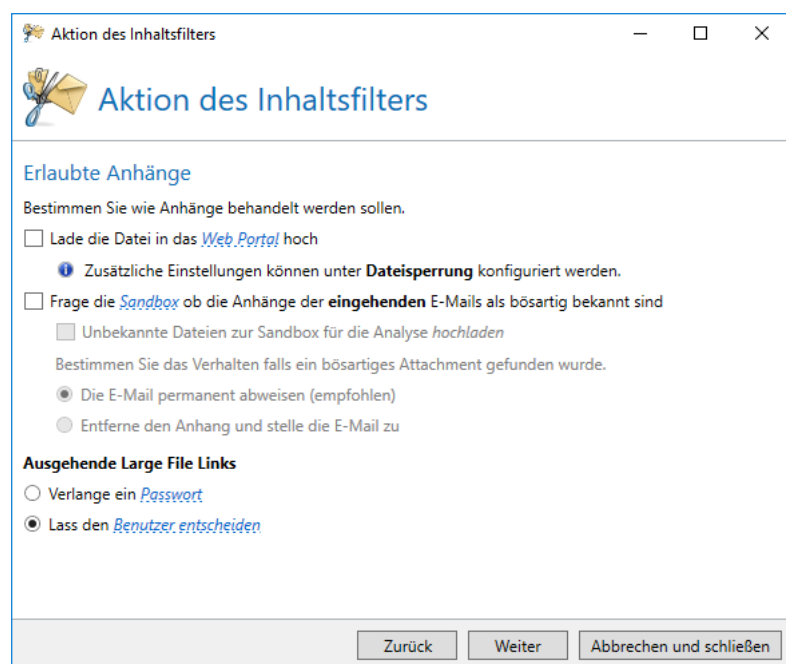 Aktion des Inhaltsfilters
Aktion des Inhaltsfilters
Erlaubte Anhänge
Bestimmen Sie wie Anhänge behandelt werden sollen.
Lade die Datei in das Web Portal hoch
Zusätzliche Einstellungen können unter Dateisperrung konfiguriert werden.
Frage die Sandbox ob die Anhänge der eingehenden E-Mails als bösartig bekannt sind
Unbekannte Dateien zur Sandbox für die Analyse hochladen
Bestimmen Sie das Verhalten falls ein bösartiges Attachment gefunden wurde.
Die E-Mail permanent abweisen (empfohlen)
Entferne den Anhang und stelle die E-Mail zu
Ausgehende Large File Links
Verlange ein Passwort
Lass den Benutzer entscheiden
Zurück Weiter Abbrechen und schließen